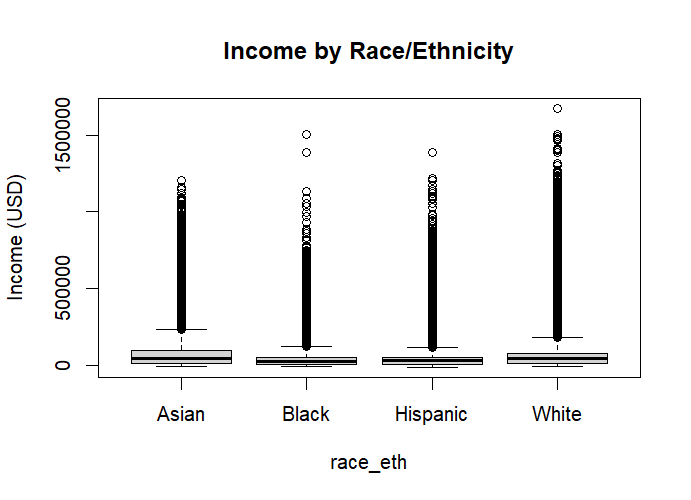 Income by Race/Ethnicity
Income (USD)
1500000
500000
0
Asian
Black
Hispanic
White
race_eth